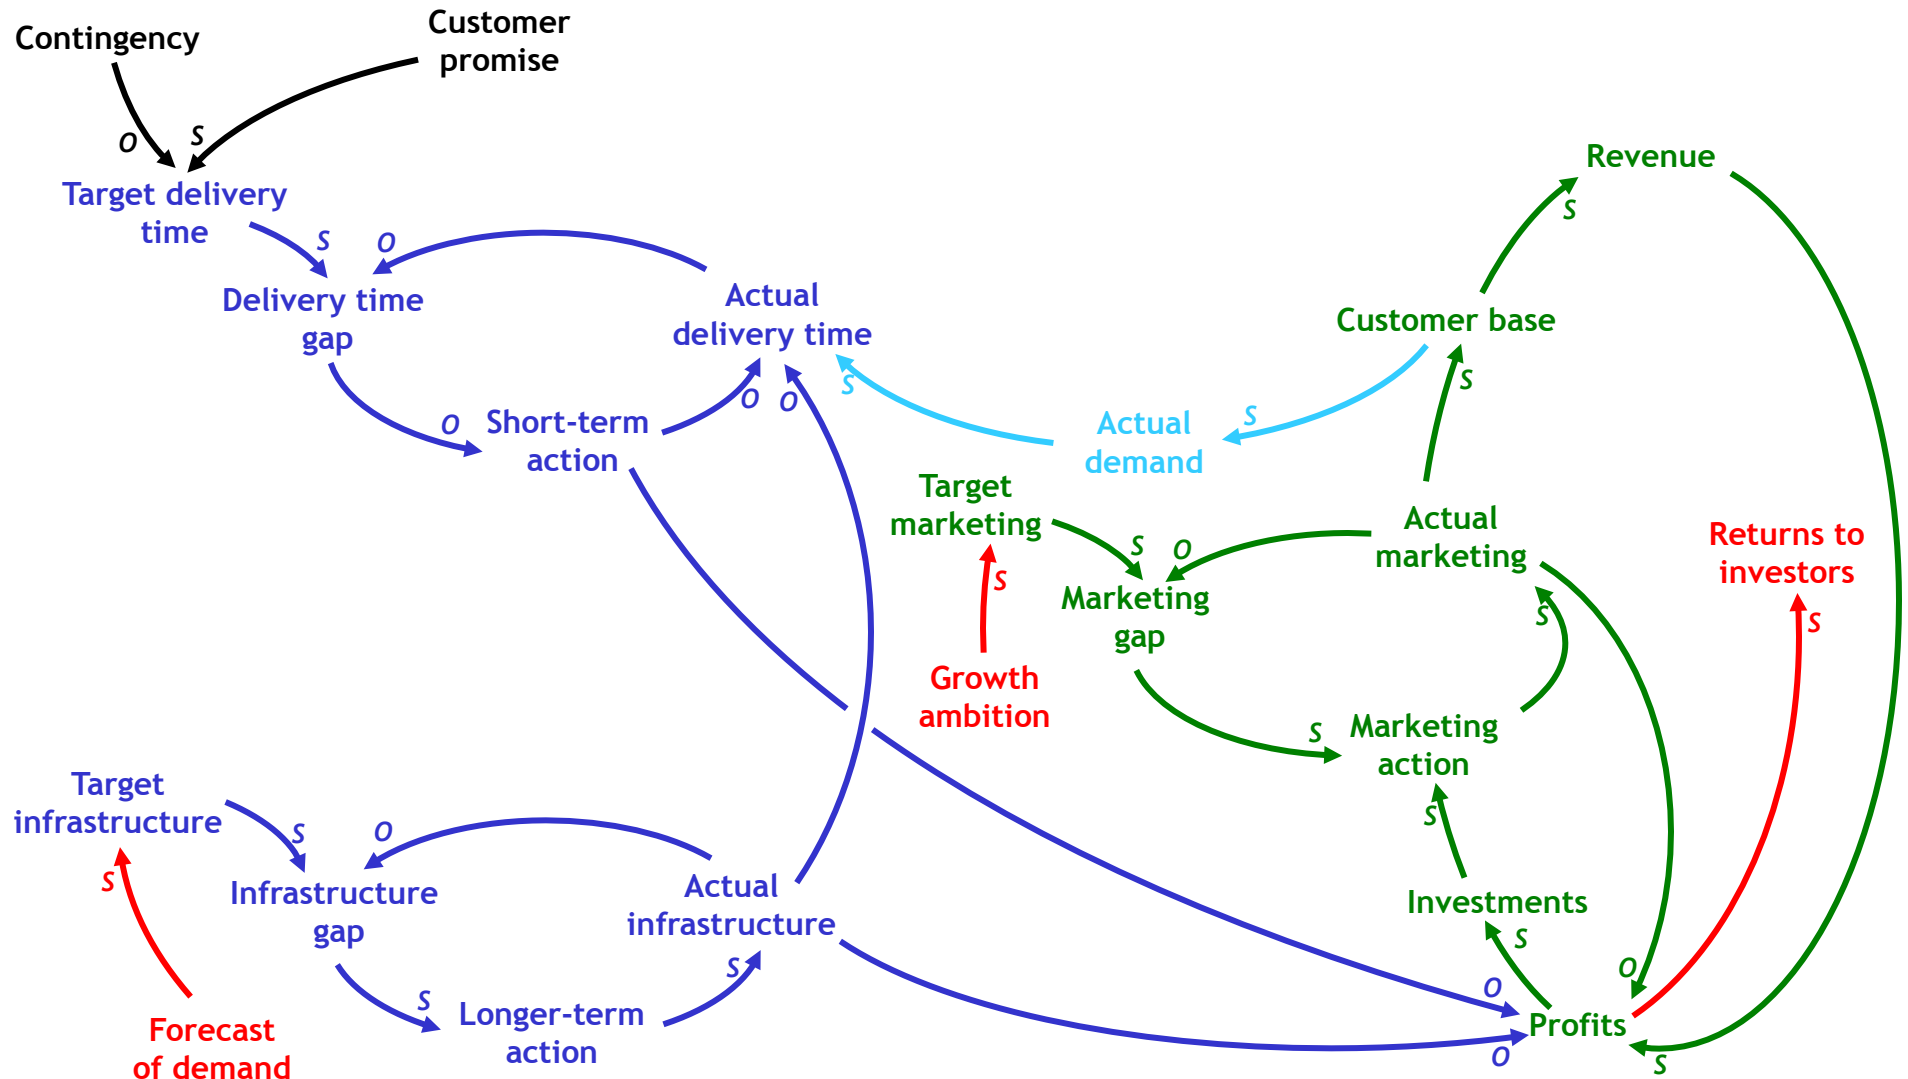 Contingency
Customer
promise
O
S
Target delivery
time
S
O
Delivery time
gap
Actual
delivery time
O
Short-term
action
O
O
S
Revenue
S
Customer base
S
S
Actual
demand
Target
marketing
S
S
O
Actual
marketing
Marketing
gap
Growth
ambition
S
S
Marketing
action
S
Returns to
investors
S
Target
infrastructure
S
S
O
Infrastructure
gap
Actual
infrastructure
S
Longer-term
action
S
Forecast
of demand
Investments
S
O
O
Profits
O
S